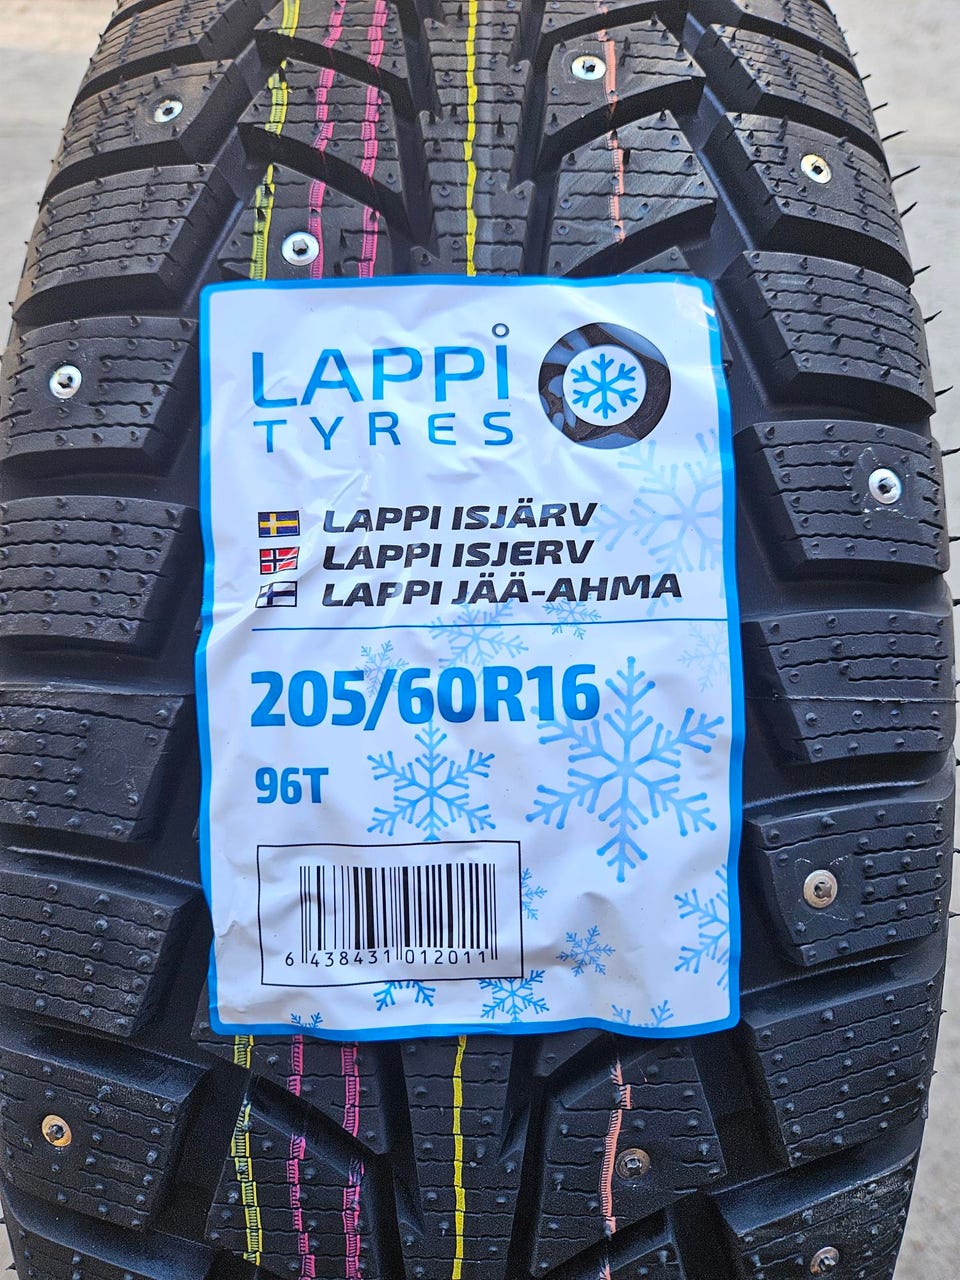 LAPPI
TYRES
LAPPI ISJÄRV
LAPPI ISJERV
LAPPI JÄÄ-AHMA
205/60R16
96T
6 438431 012011